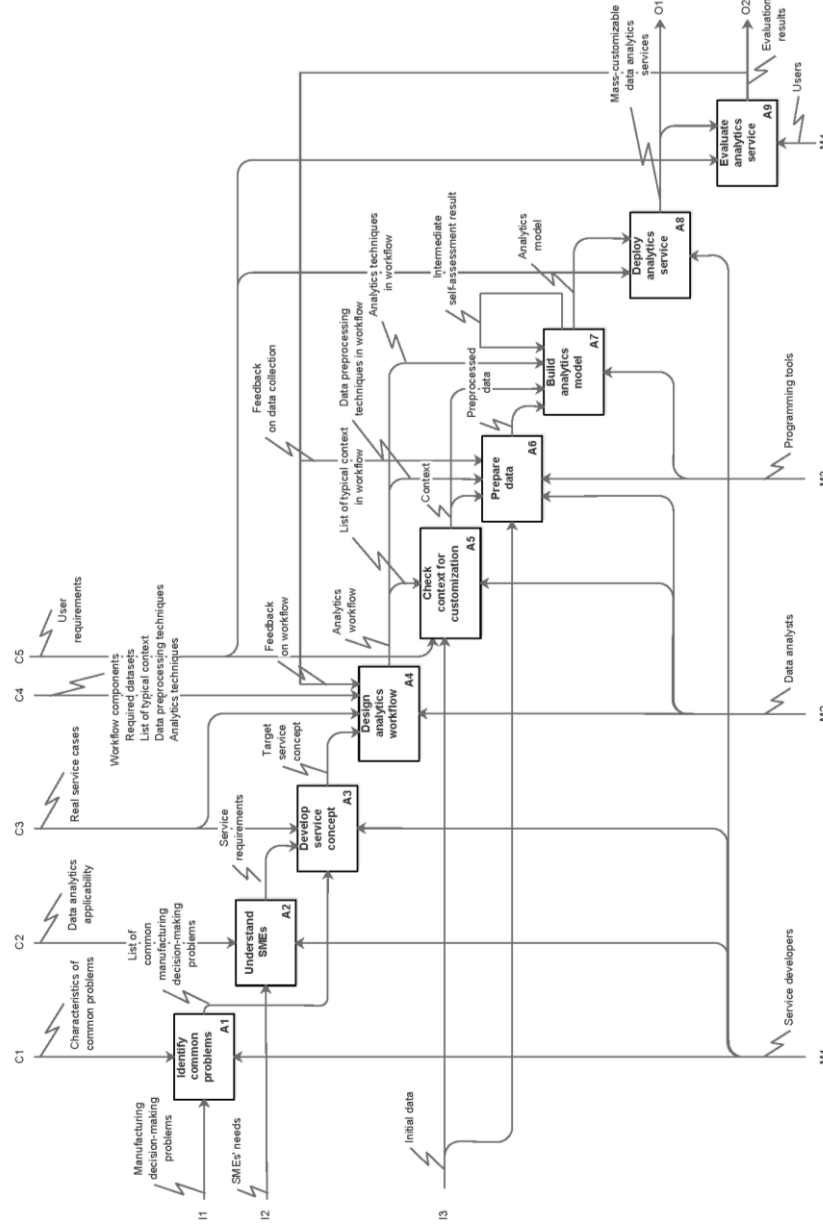 C1
Characteristics of
common problems
C2
Data analytics
applicability
C3
Real service cases
C4
Workflow components
Required datasets
List of typical context
Data preprocessing techniques
Analytics techniques
C5
User
requirements
Manufacturing
decision-making
problems
I1
SMEs' needs
I2
Initial data
I3
Identify
common
problems
A1
List of
common
manufacturing
decision-making
problems
Understand
SMEs
A2
Service
requirements
Develop
service
concept
A3
Target
service
concept
Design
analytics
workflow
A4
Feedback
on workflow
Analytics
workflow
List of typical context
in workflow
Check
context for
customization
A5
Context
Feedback
on data collection
Data preprocessing
techniques in workflow
Prepare
data
A6
Preprocessed
data
Analytics techniques
in workflow
Build
analytics
model
A7
Intermediate
self-assessment result
Analytics
model
Deploy
analytics
service
A8
Mass-customizable
data analytics
services
O1
Evaluate
analytics
service
A9
Evaluation
results
O2
Users
Service developers
Data analysts
Programming tools